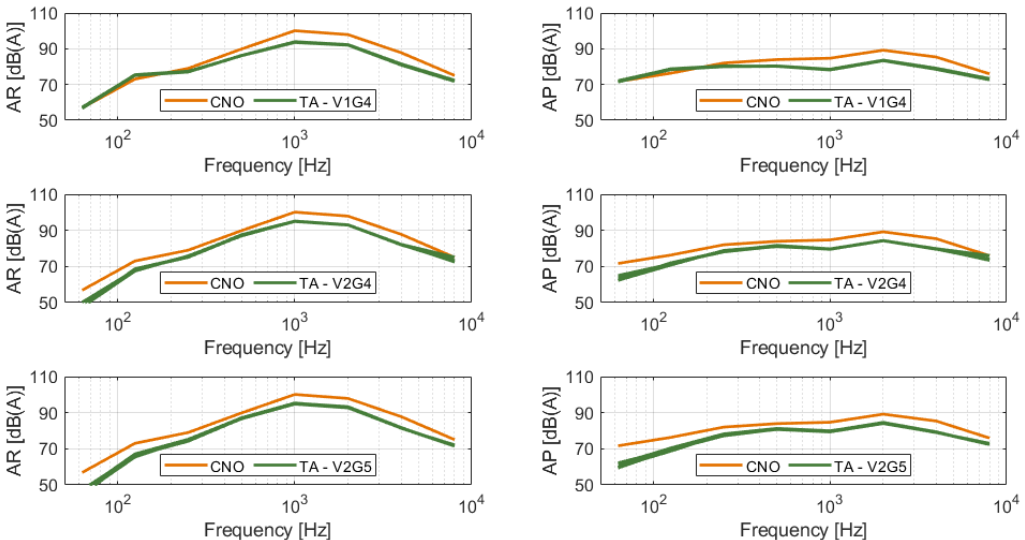 110
90
70
50
AR [dB(A)]
CNO
TA - V1G4
10^2
10^3
10^4
Frequency [Hz]
110
90
70
50
AP [dB(A)]
CNO
TA - V1G4
10^2
10^3
10^4
Frequency [Hz]
110
90
70
50
AR [dB(A)]
CNO
TA - V2G4
10^2
10^3
10^4
Frequency [Hz]
110
90
70
50
AP [dB(A)]
CNO
TA - V2G4
10^2
10^3
10^4
Frequency [Hz]
110
90
70
50
AR [dB(A)]
CNO
TA - V2G5
10^2
10^3
10^4
Frequency [Hz]
110
90
70
50
AP [dB(A)]
CNO
TA - V2G5
10^2
10^3
10^4
Frequency [Hz]